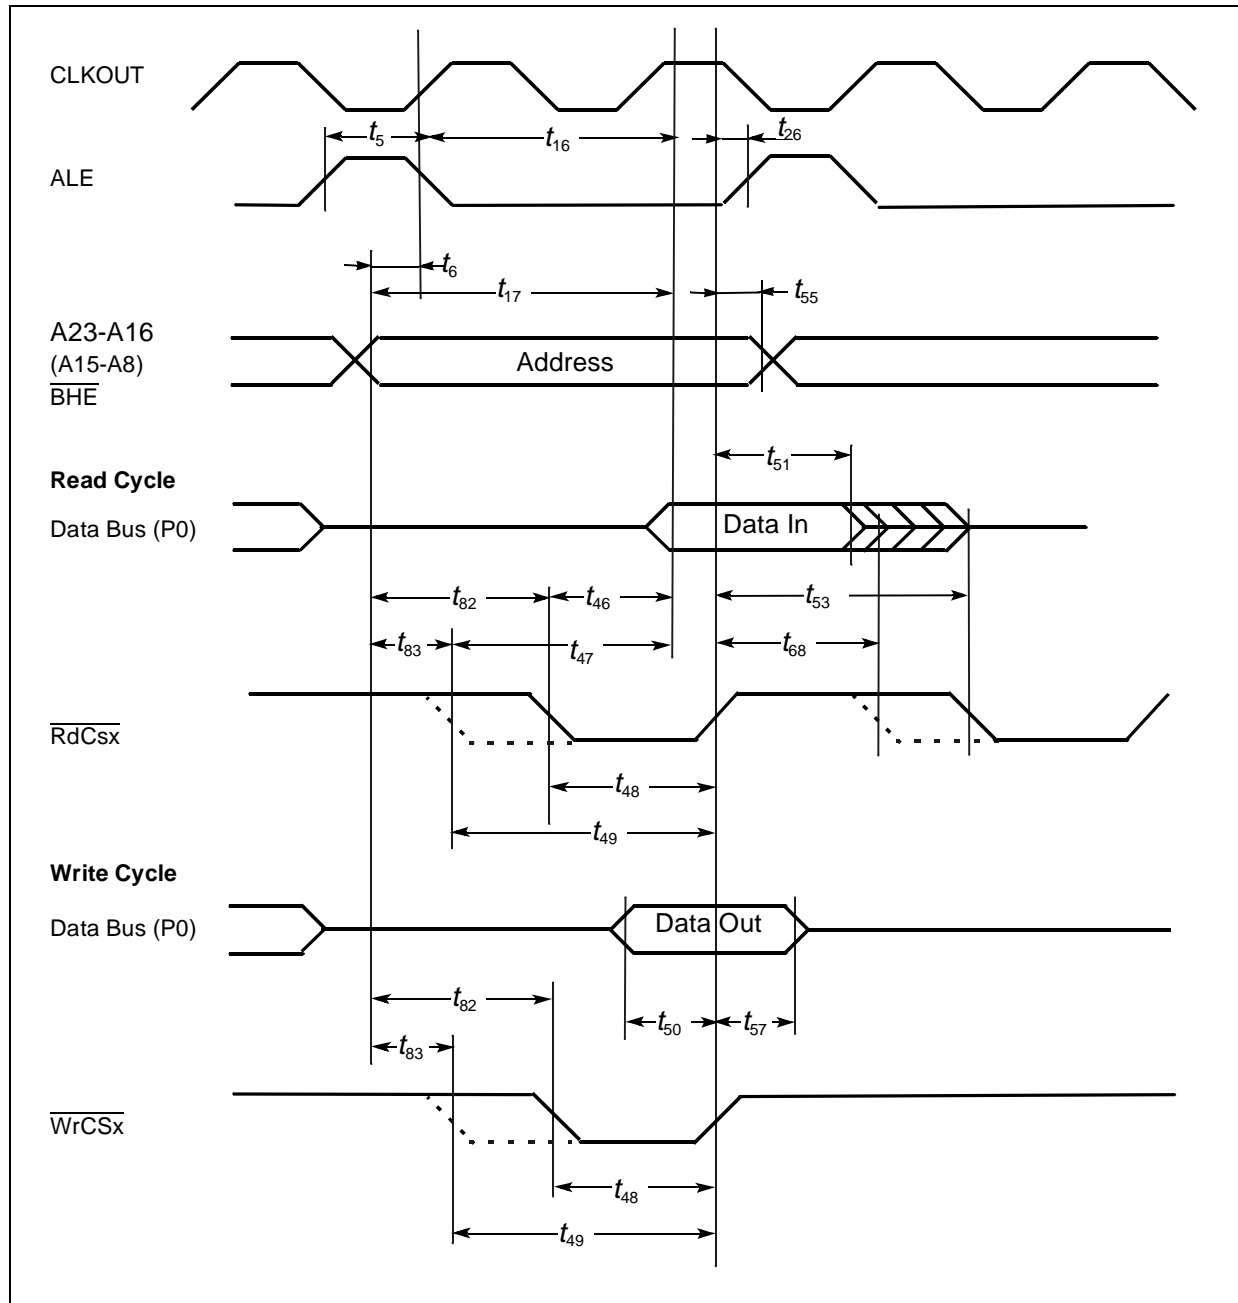 CLKOUT
t5
t16
t26
ALE
t6
t17
t55
A23-A16
(A15-A8)
BHE
Address
t51
Read Cycle
Data Bus (P0)
Data In
t82
t46
t53
t83
t47
t68
RdCsx
t48
t49
Write Cycle
Data Bus (P0)
Data Out
t82
t50
t57
t83
WrCSx
t48
t49